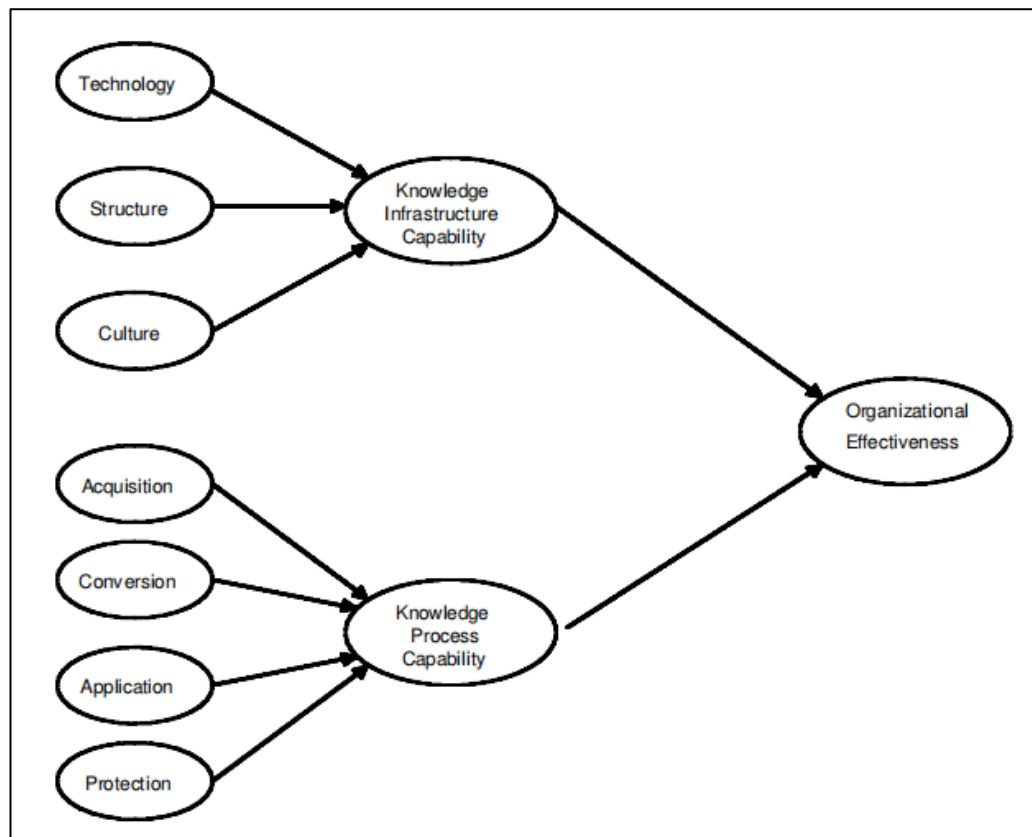 Technology
Structure
Culture
Knowledge
Infrastructure
Capability
Acquisition
Conversion
Application
Protection
Knowledge
Process
Capability
Organizational
Effectiveness